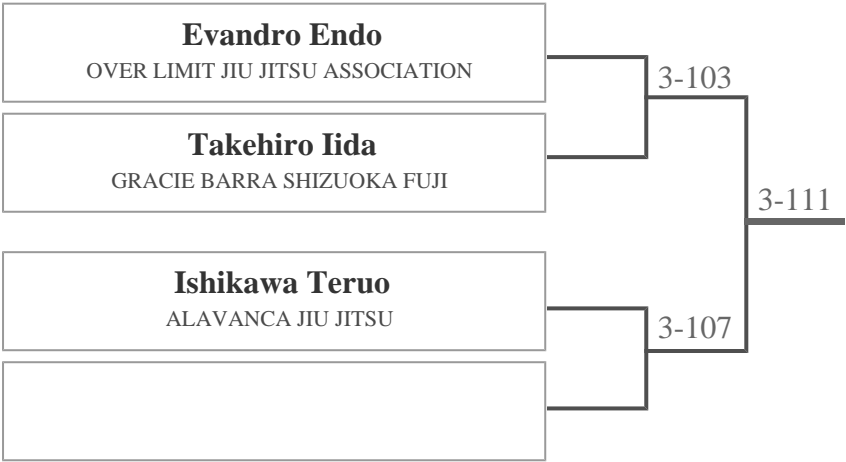 Evandro Endo
OVER LIMIT JIU JITSU ASSOCIATION
3-103
Takehiro Iida
GRACIE BARRA SHIZUOKA FUJI
3-111
Ishikawa Teruo
ALAVANCA JIU JITSU
3-107